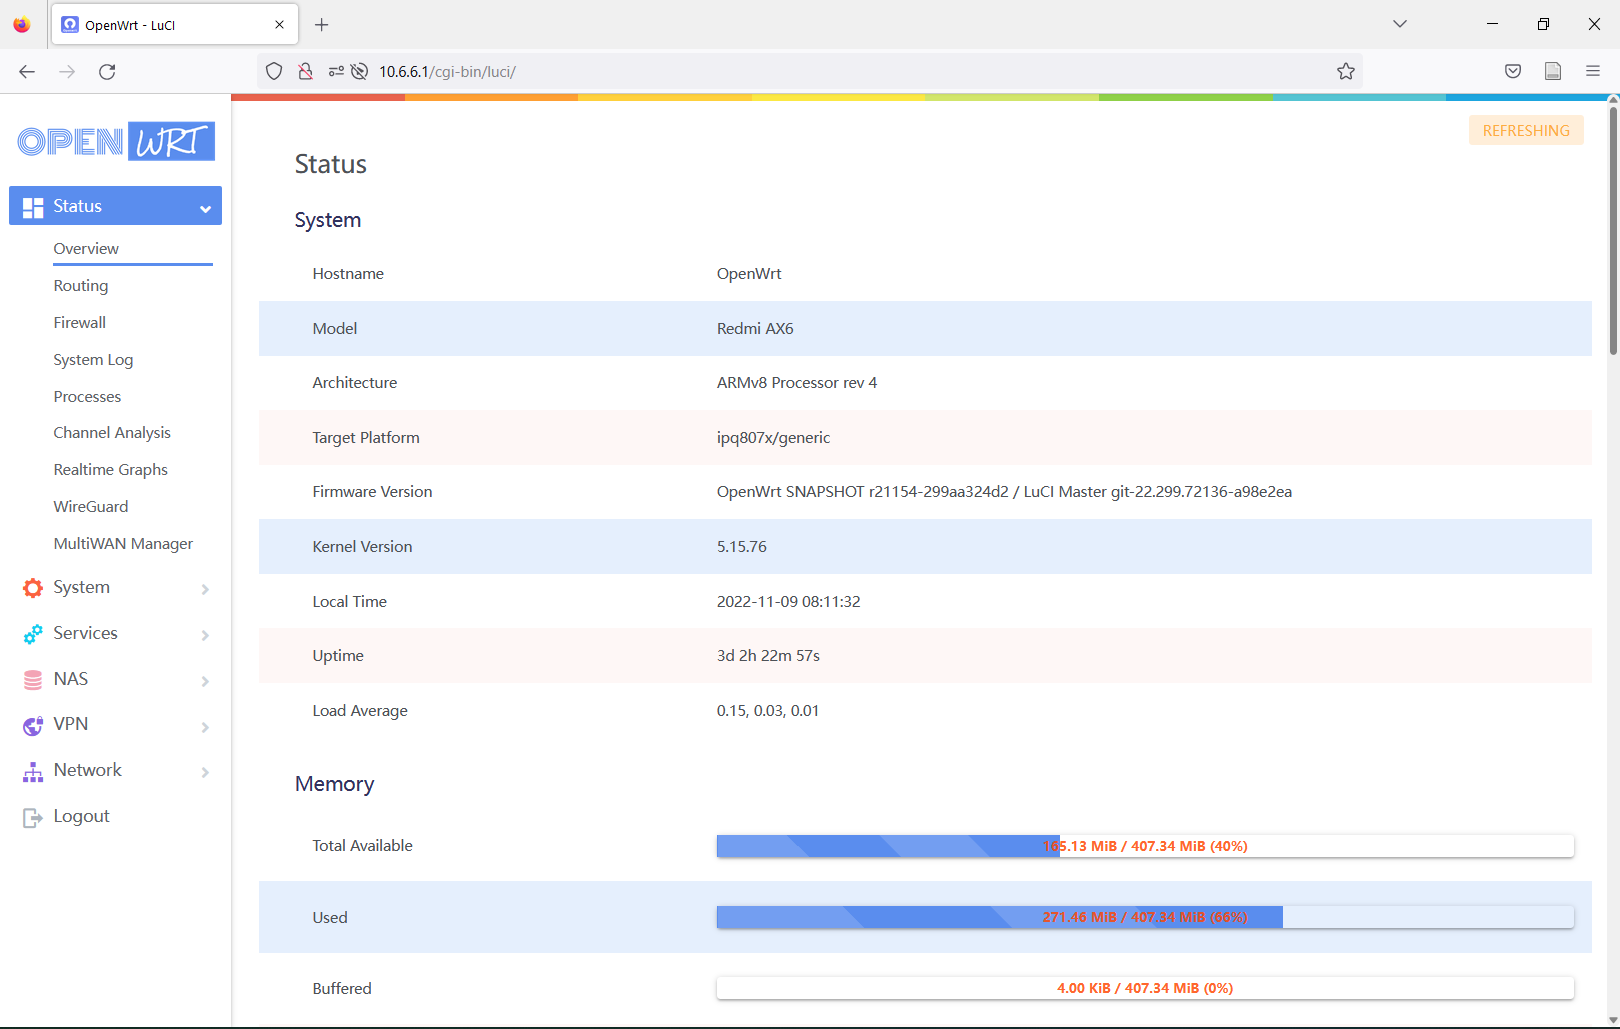 OpenWrt - LuCI
10.6.6.1/cgi-bin/luci/
OPENWRT
REFRESHING
Status
Overview
Routing
Firewall
System Log
Processes
Channel Analysis
Realtime Graphs
WireGuard
MultiWAN Manager
System
Services
NAS
VPN
Network
Logout
Status
System
Hostname OpenWrt
Model Redmi AX6
Architecture ARMv8 Processor rev 4
Target Platform ipq807x/generic
Firmware Version OpenWrt SNAPSHOT r21154-299aa324d2 / LuCI Master git-22.299.72136-a98e2ea
Kernel Version 5.15.76
Local Time 2022-11-09 08:11:32
Uptime 3d 2h 22m 57s
Load Average 0.15, 0.03, 0.01
Memory
Total Available 165.13 MiB / 407.34 MiB (40%)
Used 271.46 MiB / 407.34 MiB (66%)
Buffered 4.00 KiB / 407.34 MiB (0%)